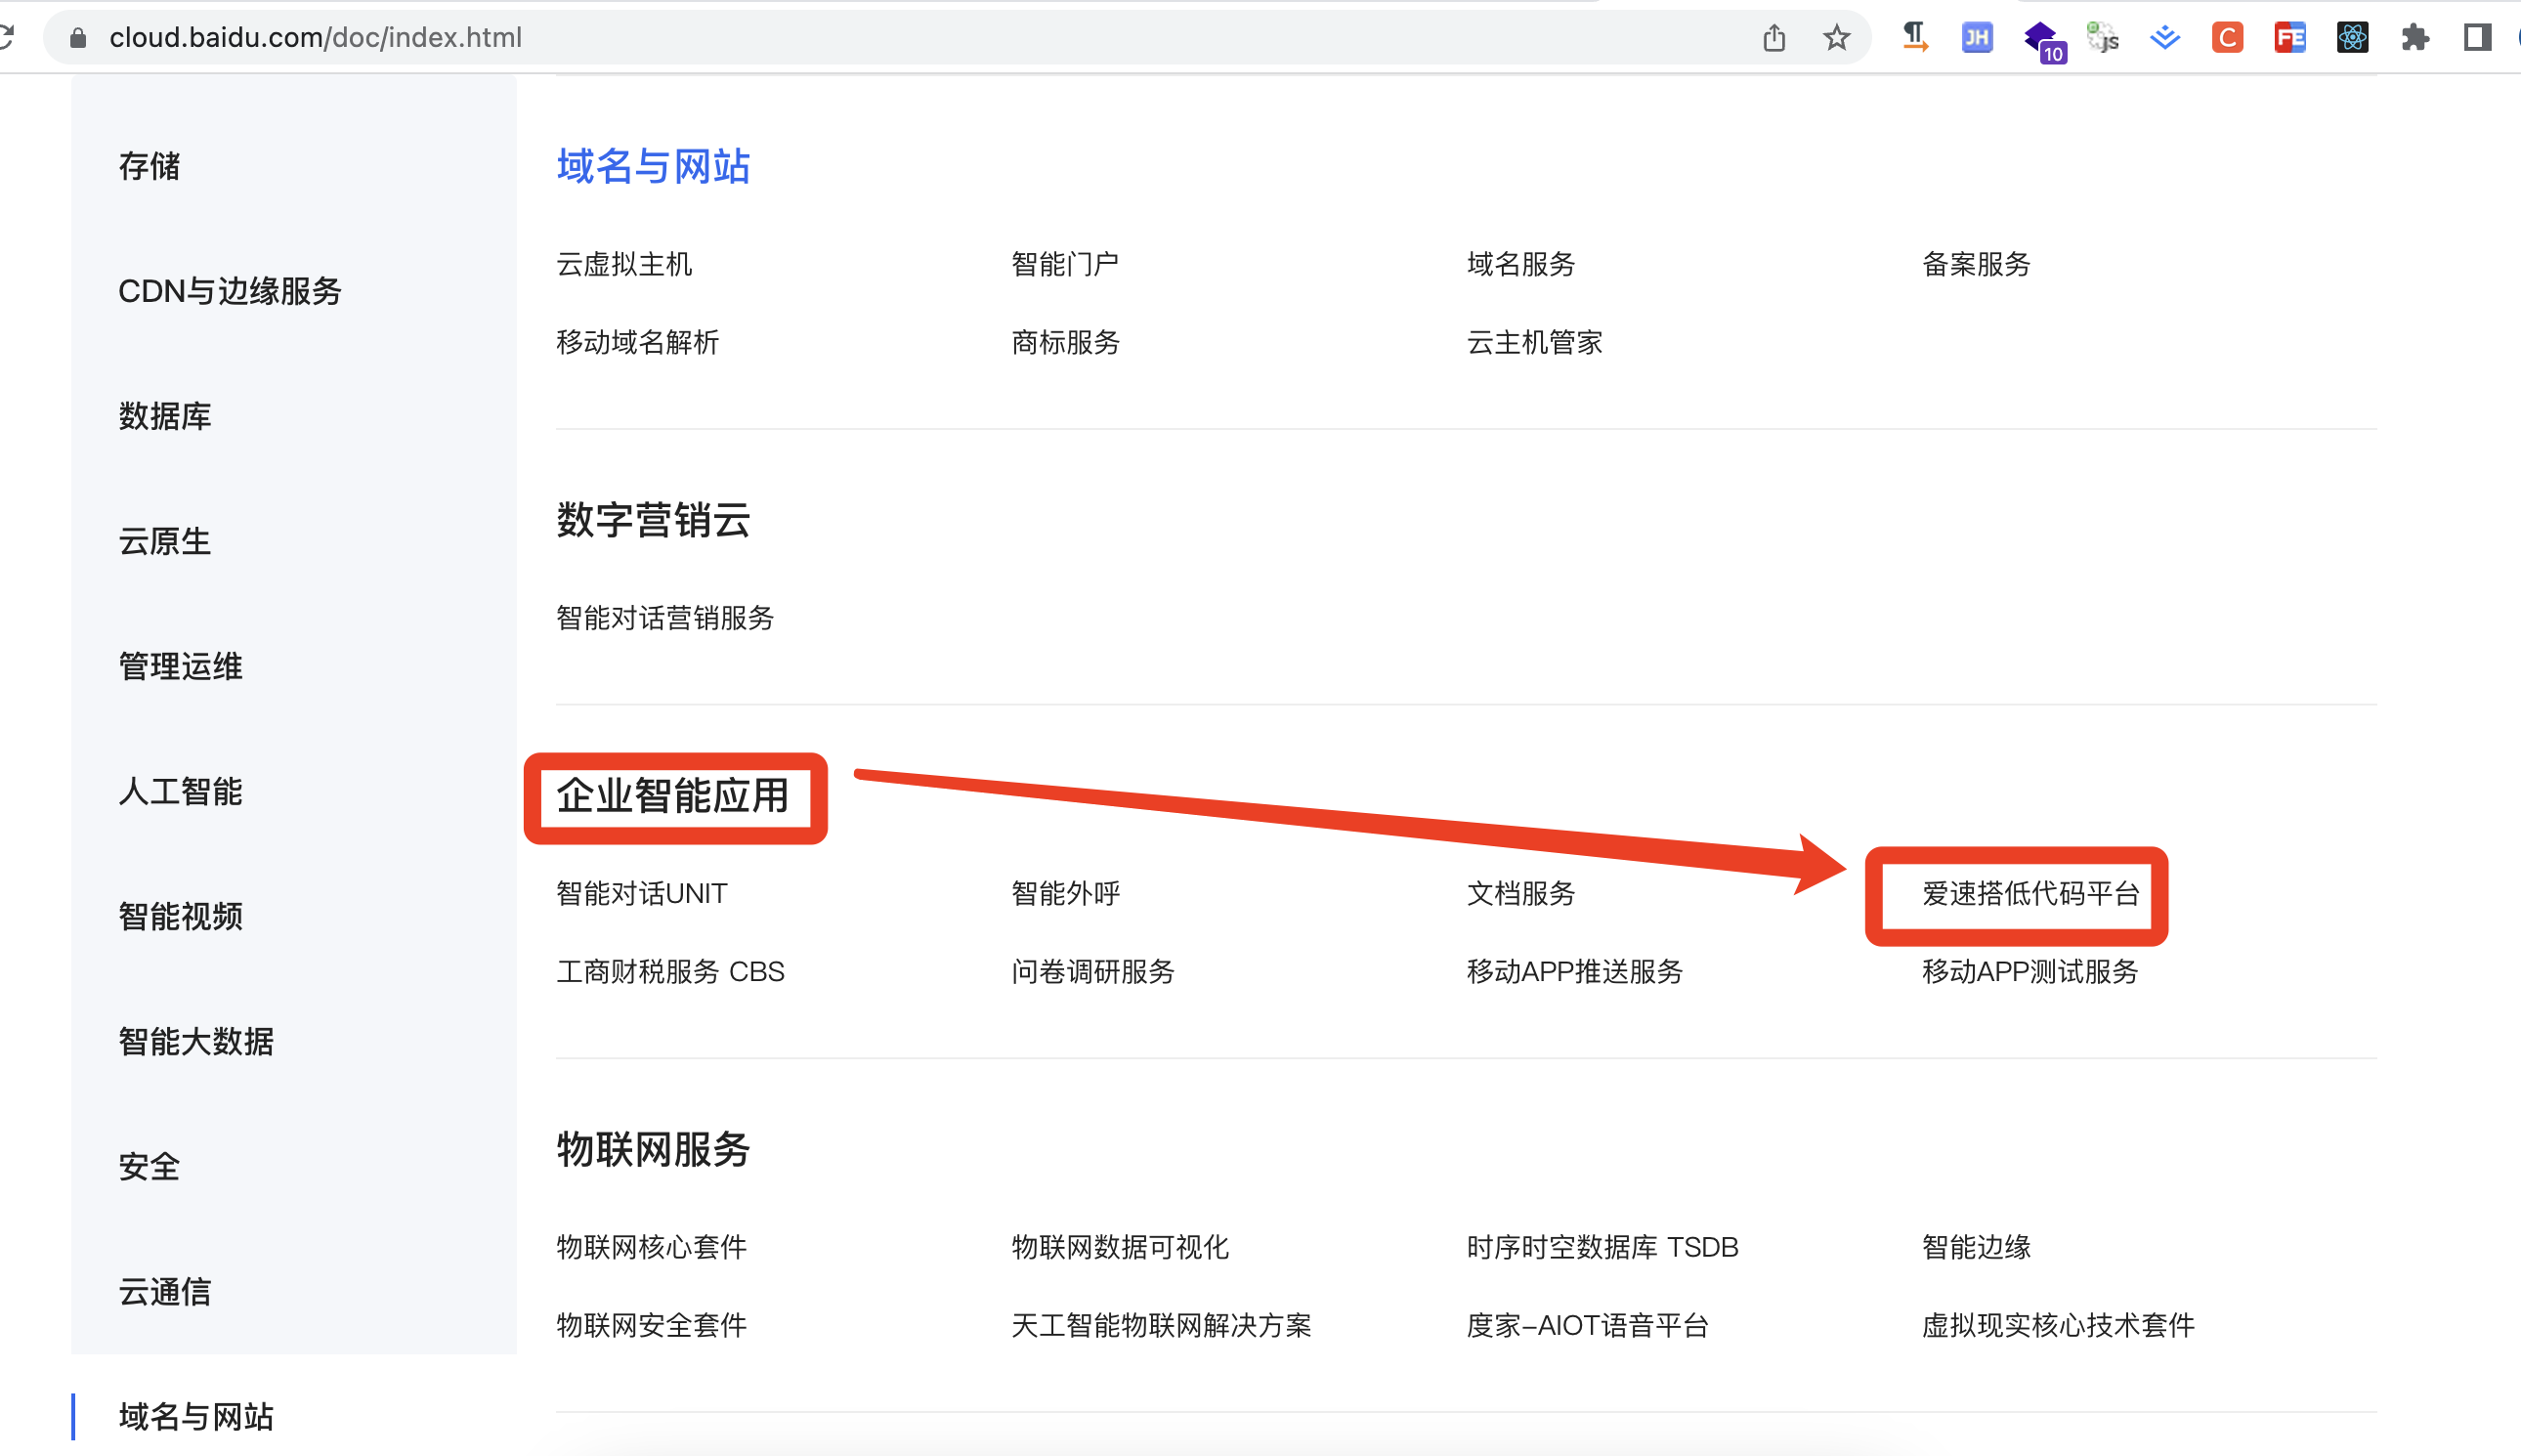 cloud.baidu.com/doc/index.html
JH
10
js
C
FE
存储
CDN与边缘服务
数据库
云原生
管理运维
人工智能
智能视频
智能大数据
安全
云通信
域名与网站
域名与网站
云虚拟主机 智能门户 域名服务 备案服务
移动域名解析 商标服务 云主机管家
数字营销云
智能对话营销服务
企业智能应用
智能对话UNIT 智能外呼 文档服务 爱速搭低代码平台
工商财税服务 CBS 问卷调研服务 移动APP推送服务 移动APP测试服务
物联网服务
物联网核心套件 物联网数据可视化 时序时空数据库 TSDB 智能边缘
物联网安全套件 天工智能物联网解决方案 度家–AIOT语音平台 虚拟现实核心技术套件